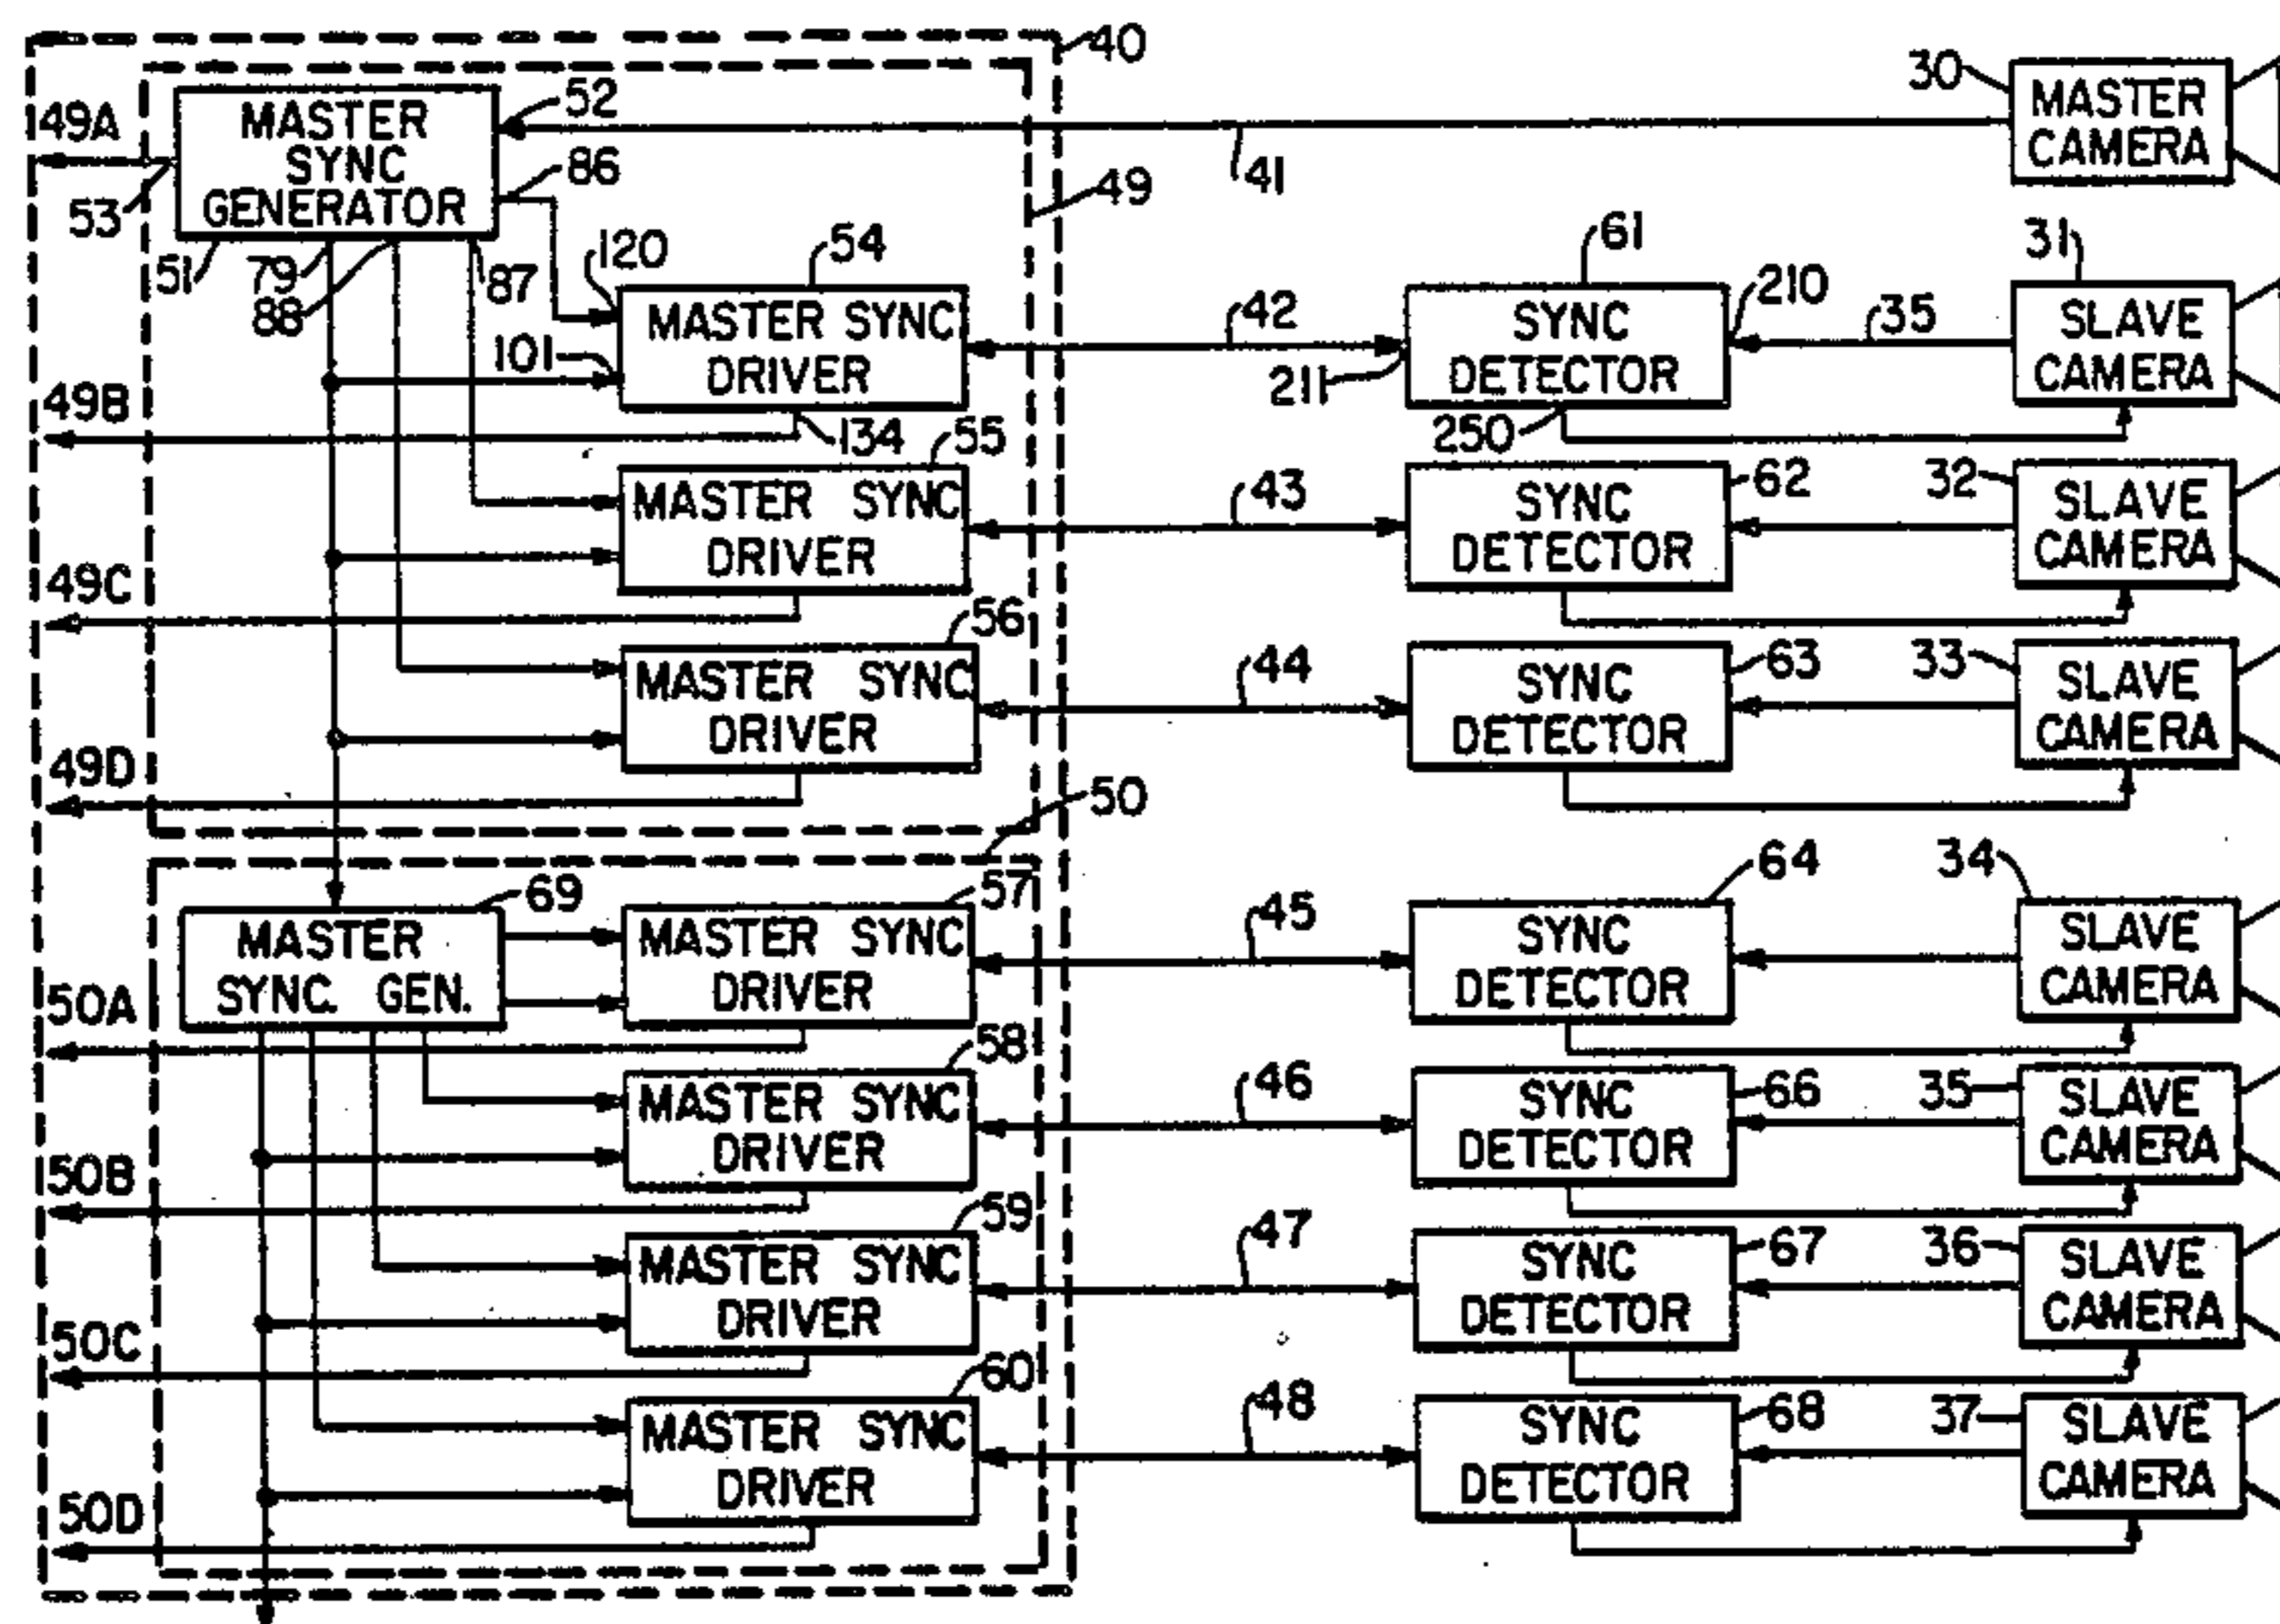 40
49A
MASTER
SYNC
GENERATOR
52
86
53
51
79
88
87
49
41
30
MASTER
CAMERA
120
101
54
MASTER SYNC
DRIVER
134
42
61
SYNC
DETECTOR
211
210
250
35
31
SLAVE
CAMERA
49B
55
MASTER SYNC
DRIVER
43
SYNC
DETECTOR
62
32
SLAVE
CAMERA
49C
56
MASTER SYNC
DRIVER
44
SYNC
DETECTOR
63
33
SLAVE
CAMERA
49D
50
69
MASTER
SYNC. GEN.
57
MASTER SYNC
DRIVER
45
64
SYNC
DETECTOR
34
SLAVE
CAMERA
50A
58
MASTER SYNC
DRIVER
46
SYNC
DETECTOR
66
35
SLAVE
CAMERA
50B
59
MASTER SYNC
DRIVER
47
SYNC
DETECTOR
67
36
SLAVE
CAMERA
50C
60
MASTER SYNC
DRIVER
48
SYNC
DETECTOR
68
37
SLAVE
CAMERA
50D